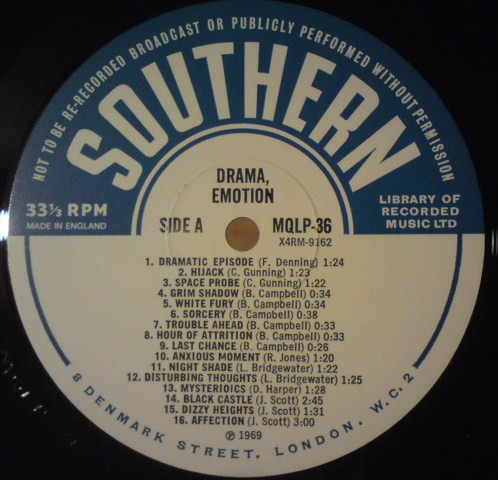 NOT TO BE RE-RECORDED BROADCAST OR PUBLICLY PERFORMED WITHOUT PERMISSION
SOUTHERN
DRAMA,
EMOTION
33⅓ RPM
MADE IN ENGLAND
SIDE A
MQLP-36
X4RM-9162
LIBRARY OF
RECORDED
MUSIC LTD
1. DRAMATIC EPISODE (F. Denning) 1:24
2. HIJACK (C. Gunning) 1:23
3. SPACE PROBE (C. Gunning) 1:22
4. GRIM SHADOW (B. Campbell) 0:34
5. WHITE FURY (B. Campbell) 0:34
6. SORCERY (B. Campbell) 0:38
7. TROUBLE AHEAD (B. Campbell) 0:33
8. HOUR OF ATTRITION (B. Campbell) 0:33
9. LAST CHANCE (B. Campbell) 0:26
10. ANXIOUS MOMENT (R. Jones) 1:20
11. NIGHT SHADE (L. Bridgewater) 1:22
12. DISTURBING THOUGHTS (L. Bridgewater) 1:25
13. MYSTERIOICS (D. Harper) 1:28
14. BLACK CASTLE (J. Scott) 2:45
15. DIZZY HEIGHTS (J. Scott) 1:31
16. AFFECTION (J. Scott) 3:00
℗ 1969
8 DENMARK STREET, LONDON, W.C.2